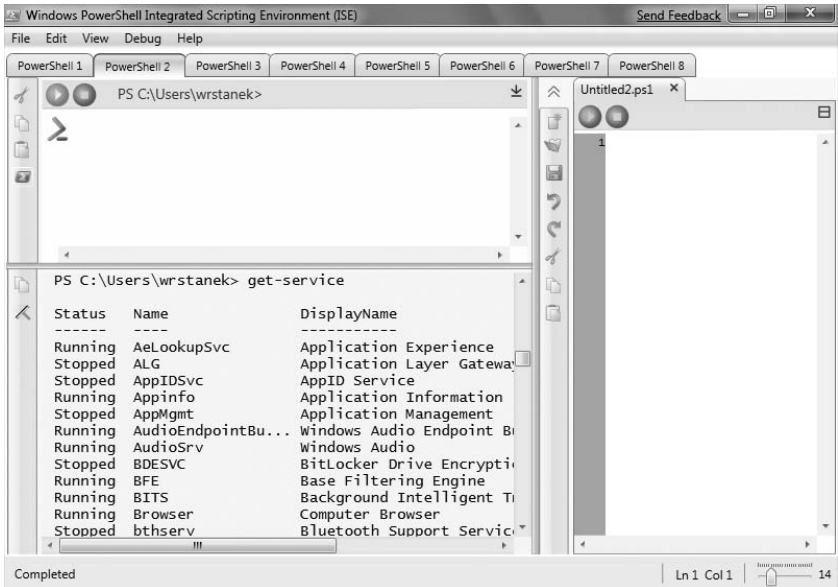 Windows PowerShell Integrated Scripting Environment (ISE) Send Feedback
File Edit View Debug Help
PowerShell 1 PowerShell 2 PowerShell 3 PowerShell 4 PowerShell 5 PowerShell 6 PowerShell 7 PowerShell 8
PS C:\Users\wrstanek>
Untitled2.ps1
1
PS C:\Users\wrstanek> get-service
Status Name DisplayName
------ ---- -----------
Running AeLookupSvc Application Experience
Stopped ALG Application Layer Gateway
Stopped AppIDSvc AppID Service
Running Appinfo Application Information
Stopped AppMgmt Application Management
Running AudioEndpointBu... Windows Audio Endpoint B
Running AudioSrv Windows Audio
Stopped BDESVC BitLocker Drive Encrypti
Running BFE Base Filtering Engine
Running BITS Background Intelligent T
Running Browser Computer Browser
Stopped bthserv Bluetooth Support Servic
Completed Ln 1 Col 1 14